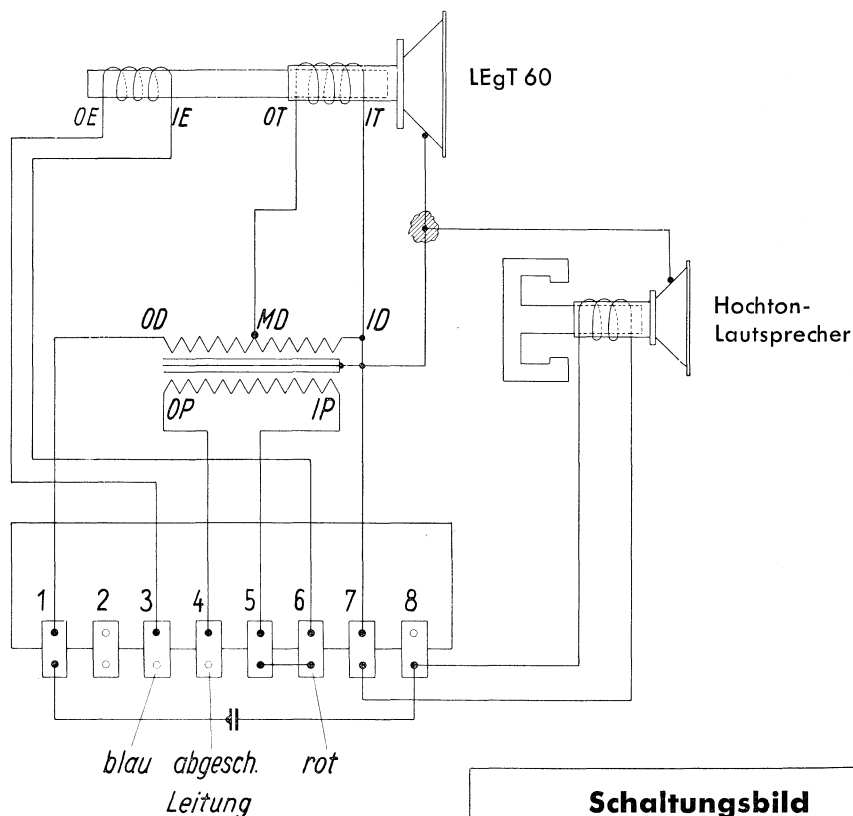 LEgT 60
OE IE OT IT
Hochton-
Lautsprecher
OD MD ID
OP IP
1 2 3 4 5 6 7 8
blau abgesch. rot
Leitung
Schaltungsbild